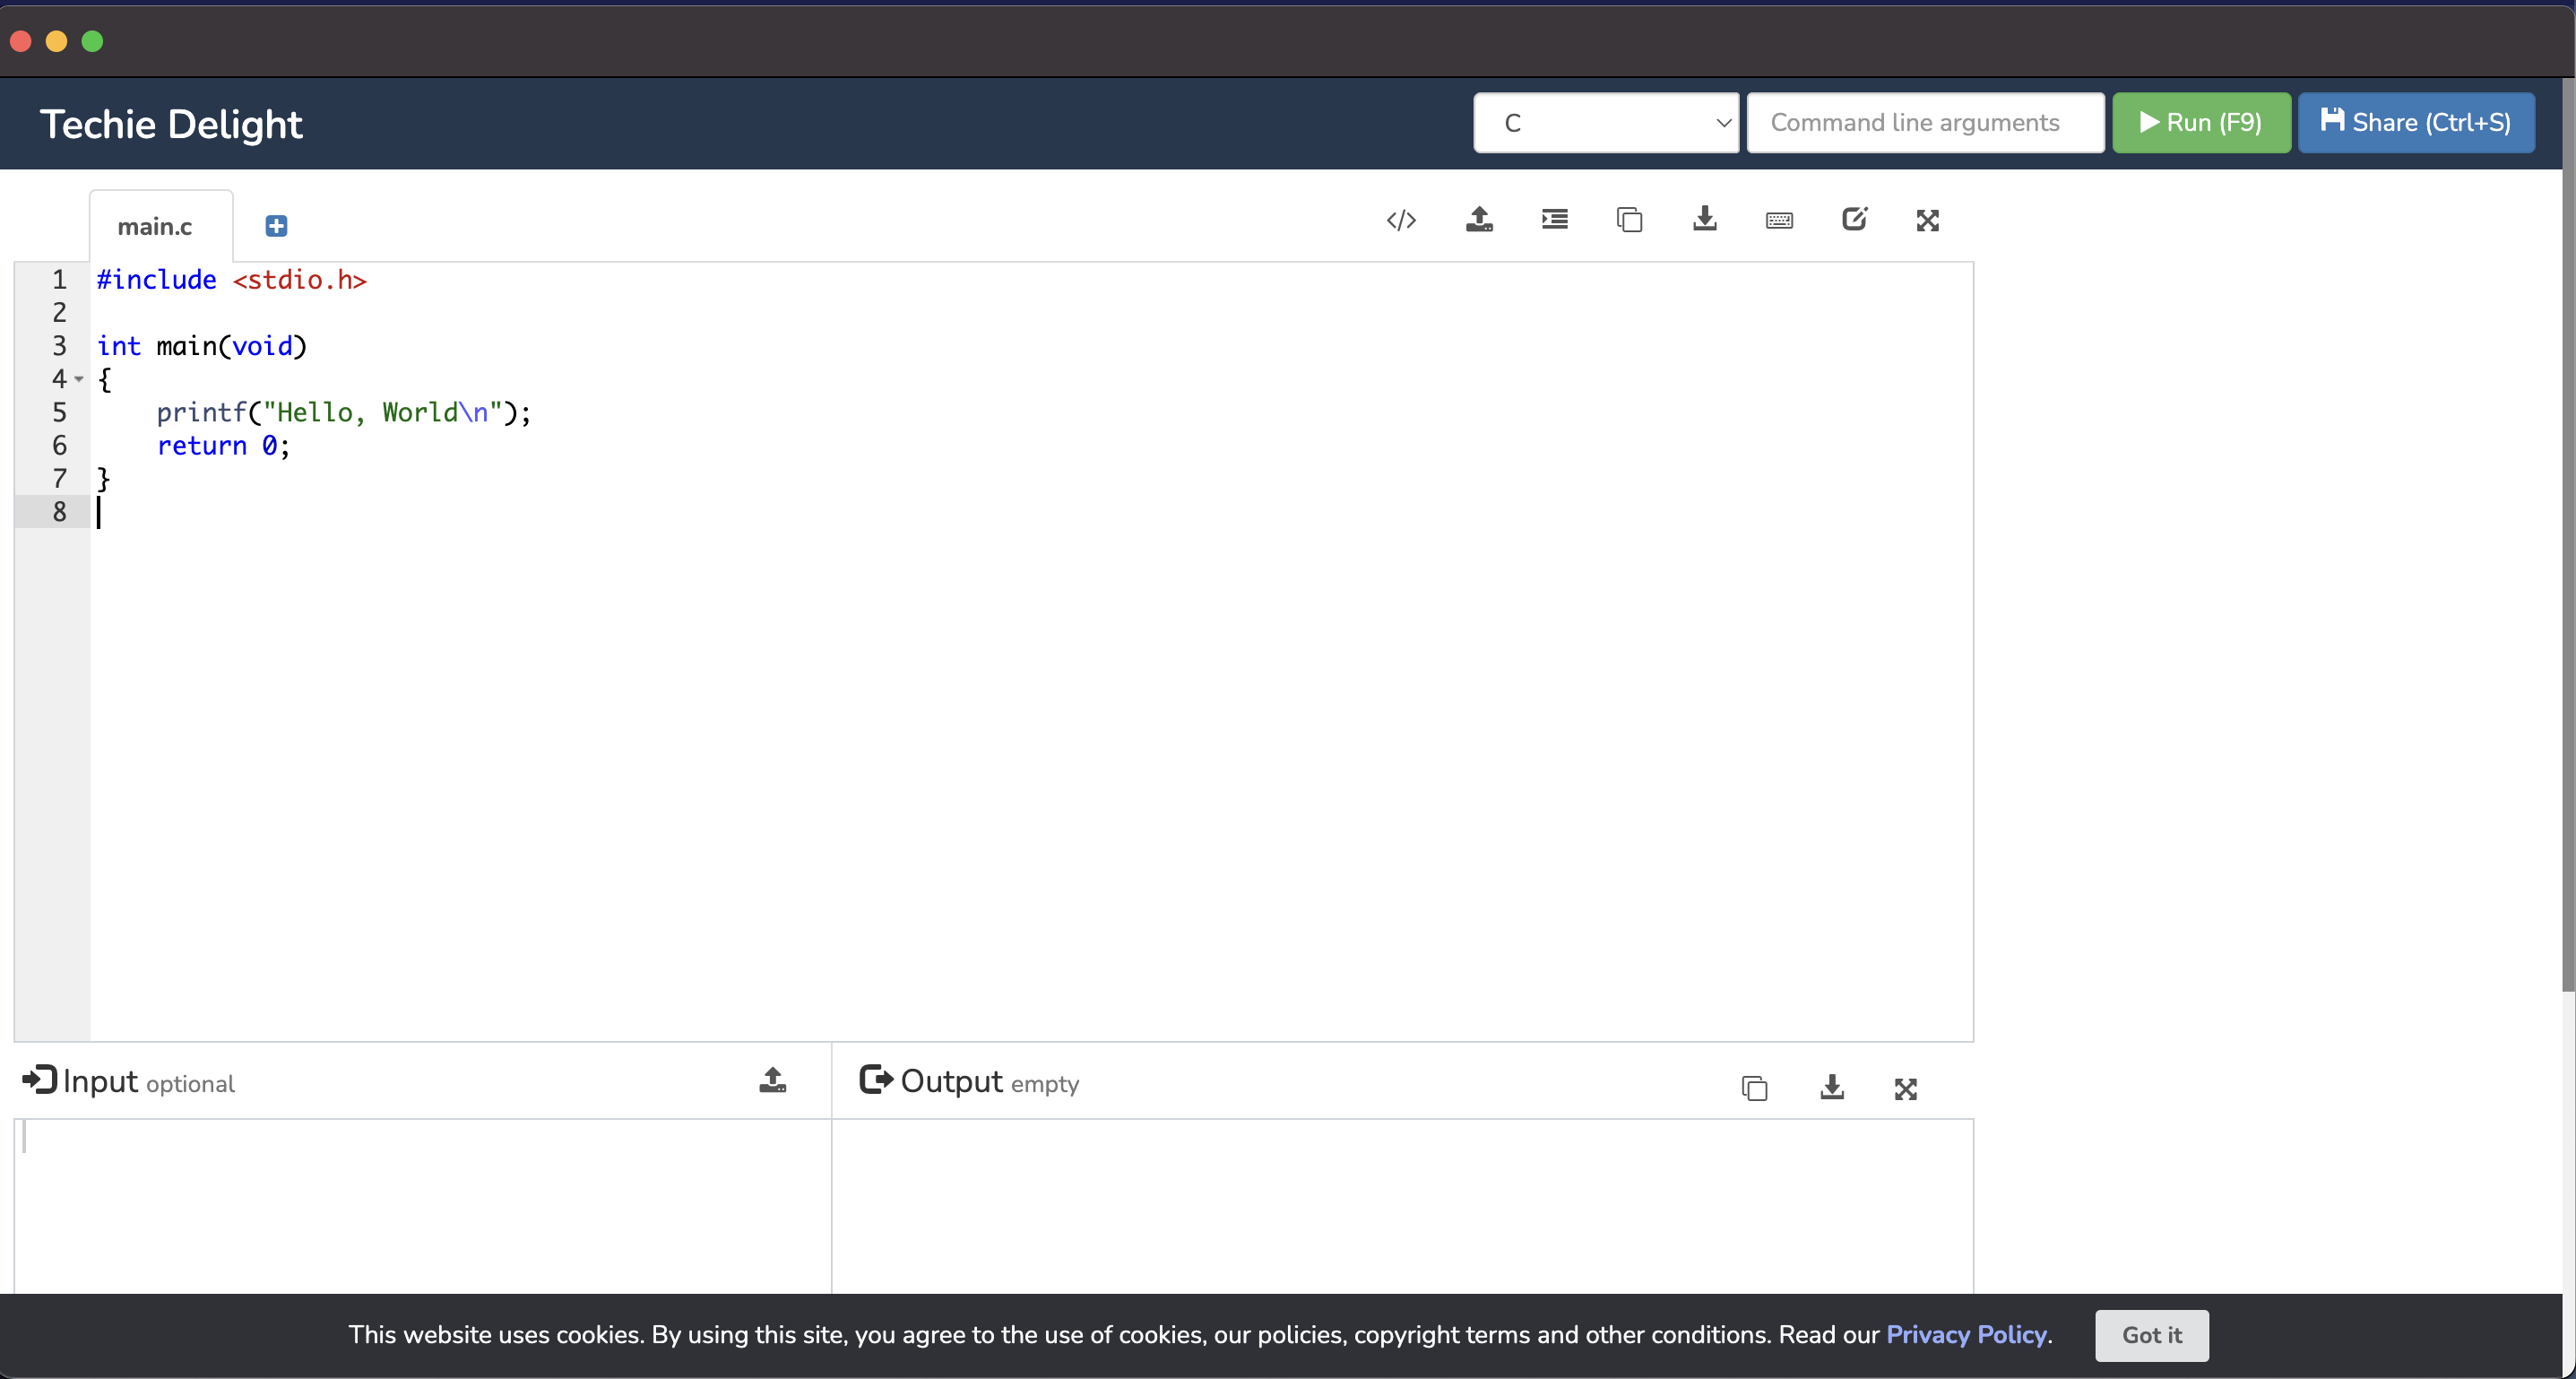 Techie Delight
C
Command line arguments
Run (F9)
Share (Ctrl+S)
main.c
1 #include <stdio.h>
2
3 int main(void)
4 {
5     printf("Hello, World\n");
6     return 0;
7 }
8
Input optional
Output empty
This website uses cookies. By using this site, you agree to the use of cookies, our policies, copyright terms and other conditions. Read our Privacy Policy.
Got it